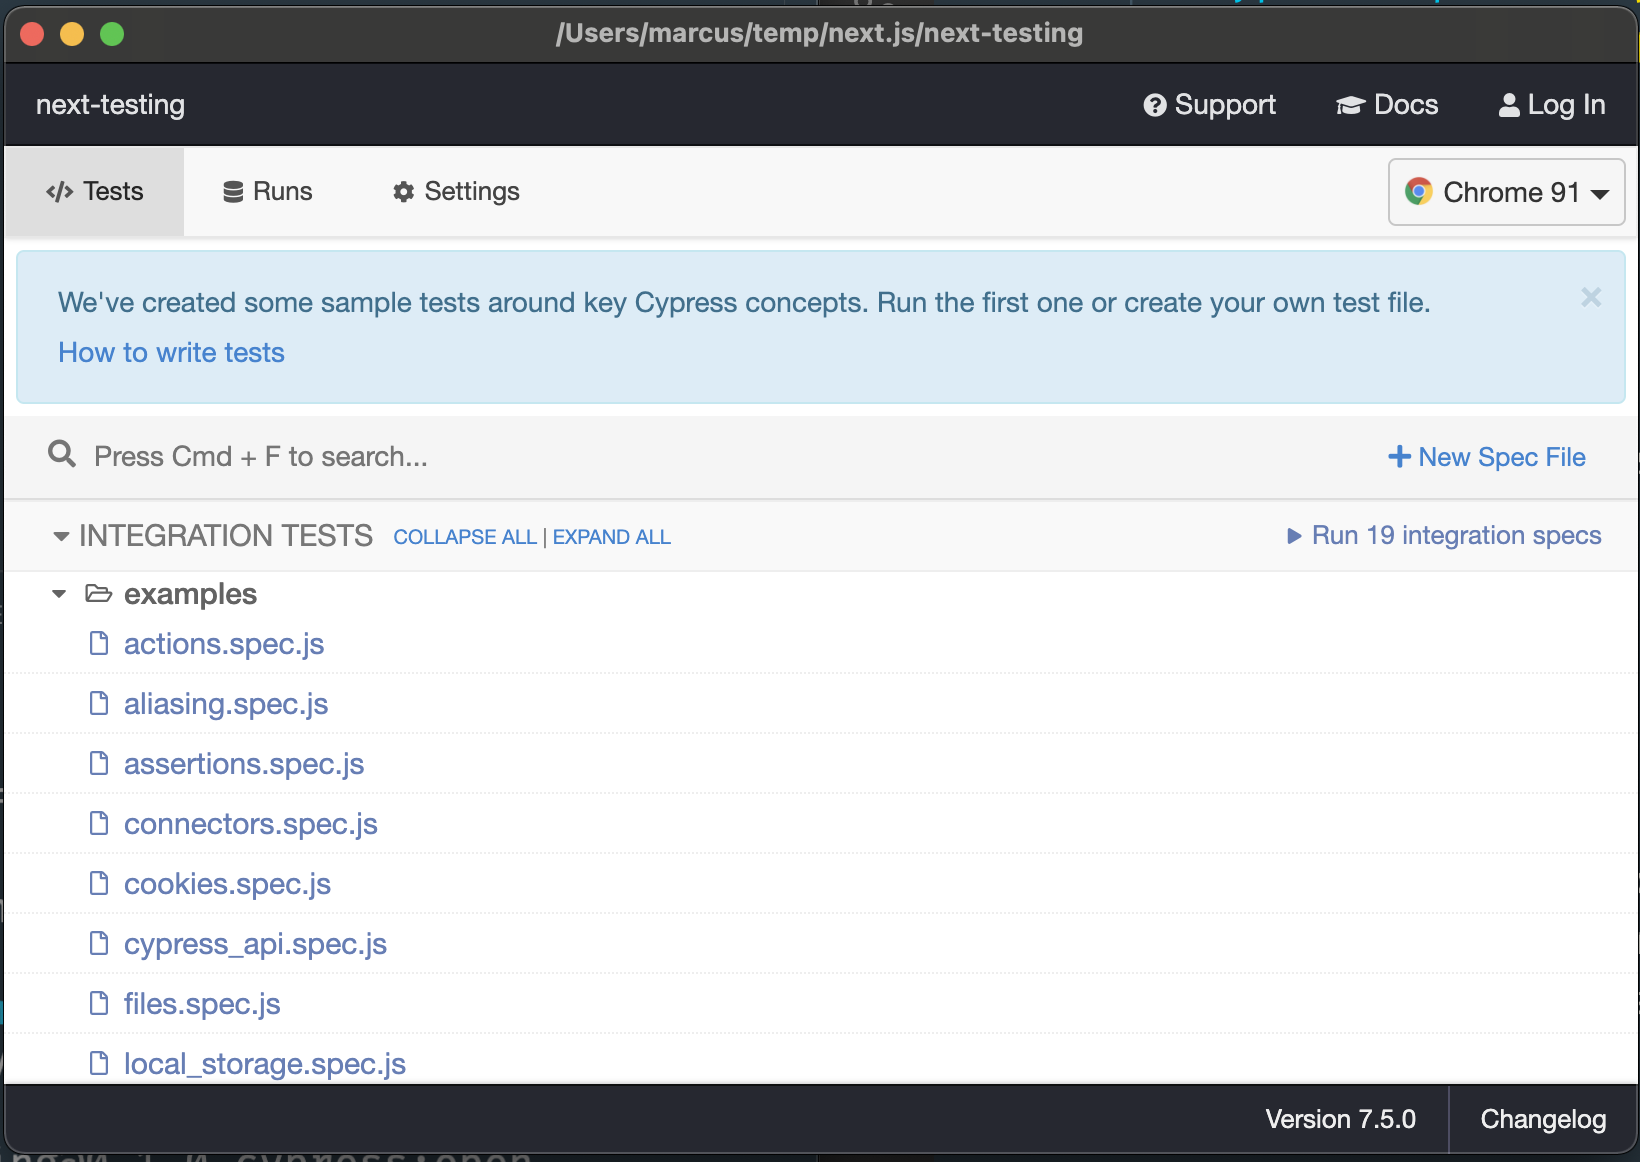 /Users/marcus/temp/next.js/next-testing
next-testing
Support
Docs
Log In
Tests
Runs
Settings
Chrome 91
We've created some sample tests around key Cypress concepts. Run the first one or create your own test file.
How to write tests
Press Cmd + F to search...
New Spec File
INTEGRATION TESTS COLLAPSE ALL | EXPAND ALL
Run 19 integration specs
examples
actions.spec.js
aliasing.spec.js
assertions.spec.js
connectors.spec.js
cookies.spec.js
cypress_api.spec.js
files.spec.js
local_storage.spec.js
Version 7.5.0
Changelog